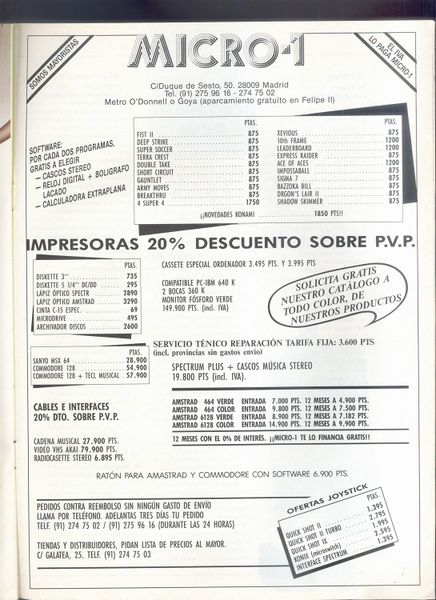 SOMOS MAYORISTAS
MICRO-1
EL IVA
LO PAGA MICRO-1
C/Duque de Sesto, 50. 28009 Madrid
Tel. (91) 275 96 16 - 274 75 02
Metro O'Donnell o Goya (aparcamiento gratuito en Felipe II)
SOFTWARE:
POR CADA DOS PROGRAMAS,
GRATIS A ELEGIR
— CASCOS STEREO
— RELOJ DIGITAL + BOLIGRAFO
LACADO
— CALCULADORA EXTRAPLANA
PTAS.
FIST II 875
DEEP STRIKE 875
SUPER SOCCER 875
TERRA CREST 875
DOUBLE TAKE 875
SHORT CIRCUIT 875
GAUNTLET 875
ARMY MOVES 875
BREAKTHRU 875
4 SUPER 4 1750
PTAS.
XEVIOUS 875
10th FRAME 1200
LEADERBOARD 1200
EXPRESS RAIDER 875
ACE OF ACES 1200
IMPOSSABALL 875
SIGMA 7 875
BAZZOKA BILL 875
DRGON'S LAIR II 875
SHADOW SKIMMER 875
¡¡NOVEDADES KONAMI 1850 PTS!!
IMPRESORAS 20% DESCUENTO SOBRE P.V.P.
PTAS.
DISKETTE 3" 735
DISKETTE 5 1/4" DC/DD 295
LÁPIZ OPTICO SPECTR 2890
LÁPIZ OPTICO AMSTRAD 3290
CINTA C-15 ESPEC. 69
MICRODRIVE 495
ARCHIVADOR DISCOS 2600
CASSETE ESPECIAL ORDENADOR 3.495 PTS. Y 3.995 PTS
COMPATIBLE PC-IBM 640 K
2 BOCAS 360 K
MONITOR FÓSFORO VERDE
149.900 PTS. (incl. IVA)
SOLICITA GRATIS
NUESTRO CATÁLOGO A
TODO COLOR, DE
NUESTROS PRODUCTOS
SERVICIO TÉCNICO REPARACIÓN TARIFA FIJA: 3.600 PTS
(incl. provincias sin gastos envío)
PTAS.
SANYO MSX 64 28.900
COMMODORE 128 54.900
COMMODORE 128 + TECL MUSICAL 57.900
SPECTRUM PLUS + CASCOS MÚSICA STEREO
19.800 PTS (incl. IVA).
CABLES E INTERFACES
20% DTO. SOBRE P.V.P.
AMSTRAD 464 VERDE ENTRADA 7.000 PTS. 12 MESES A 4.900 PTS.
AMSTRAD 464 COLOR ENTRADA 9.800 PTS. 12 MESES A 7.500 PTS.
AMSTRAD 6128 VERDE ENTRADA 8.900 PTS. 12 MESES A 7.182 PTS.
AMSTRAD 6128 COLOR ENTRADA 14.900 PTS. 12 MESES A 9.900 PTS.
12 MESES CON EL 0% DE INTERÉS. ¡¡MICRO-1 TE LO FINANCIA GRATIS!!
CADENA MUSICAL 27.900 PTS.
VIDEO VHS AKAI 79.900 PTS.
RADIOCASETTE STEREO 6.895 PTS.
RATÓN PARA AMASTRAD Y COMMODORE CON SOFTWARE 6.900 PTS.
PEDIDOS CONTRA REEMBOLSO SIN NINGÚN GASTO DE ENVÍO
LLAMA POR TELÉFONO. ADELANTAS TRES DÍAS TU PEDIDO
TELF. (91) 274 75 02 / (91) 275 96 16 (DURANTE LAS 24 HORAS)
TIENDAS Y DISTRIBUIDORES, PIDAN LISTA DE PRECIOS AL MAYOR.
C/ GALATEA, 25. TELF. (91) 274 75 03
OFERTAS JOYSTICK
PTAS.
QUICK SHOT II 1.395
QUICK SHOT II TURBO 2.795
QUICK SHOT IX 1.995
KONIX (microswitch) 2.595
INTERFACE SPECTRUM 1.395